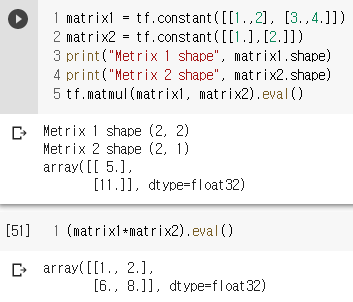 1 matrix1 = tf.constant([[1.,2], [3.,4.]])
2 matrix2 = tf.constant([[1.],[2.]])
3 print("Metrix 1 shape", matrix1.shape)
4 print("Metrix 2 shape", matrix2.shape)
5 tf.matmul(matrix1, matrix2).eval()
Metrix 1 shape (2, 2)
Metrix 2 shape (2, 1)
array([[ 5.],
[11.]], dtype=float32)
[51] 1 (matrix1*matrix2).eval()
array([[1., 2.],
[6., 8.]], dtype=float32)